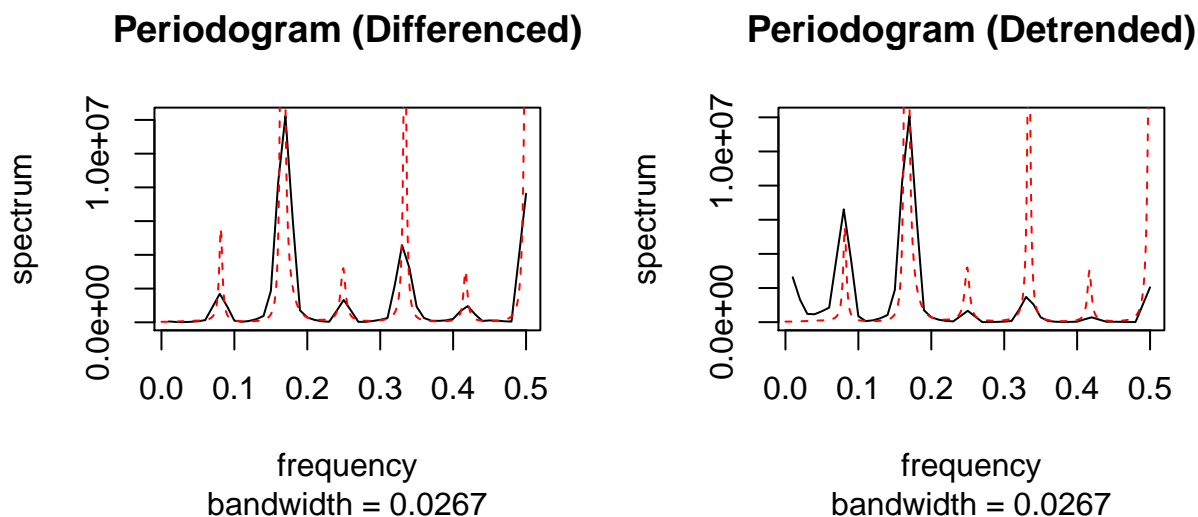 Periodogram (Differenced)
spectrum
0.0e+00
1.0e+07
0.0 0.1 0.2 0.3 0.4 0.5
frequency
bandwidth = 0.0267
Periodogram (Detrended)
spectrum
0.0e+00
1.0e+07
0.0 0.1 0.2 0.3 0.4 0.5
frequency
bandwidth = 0.0267